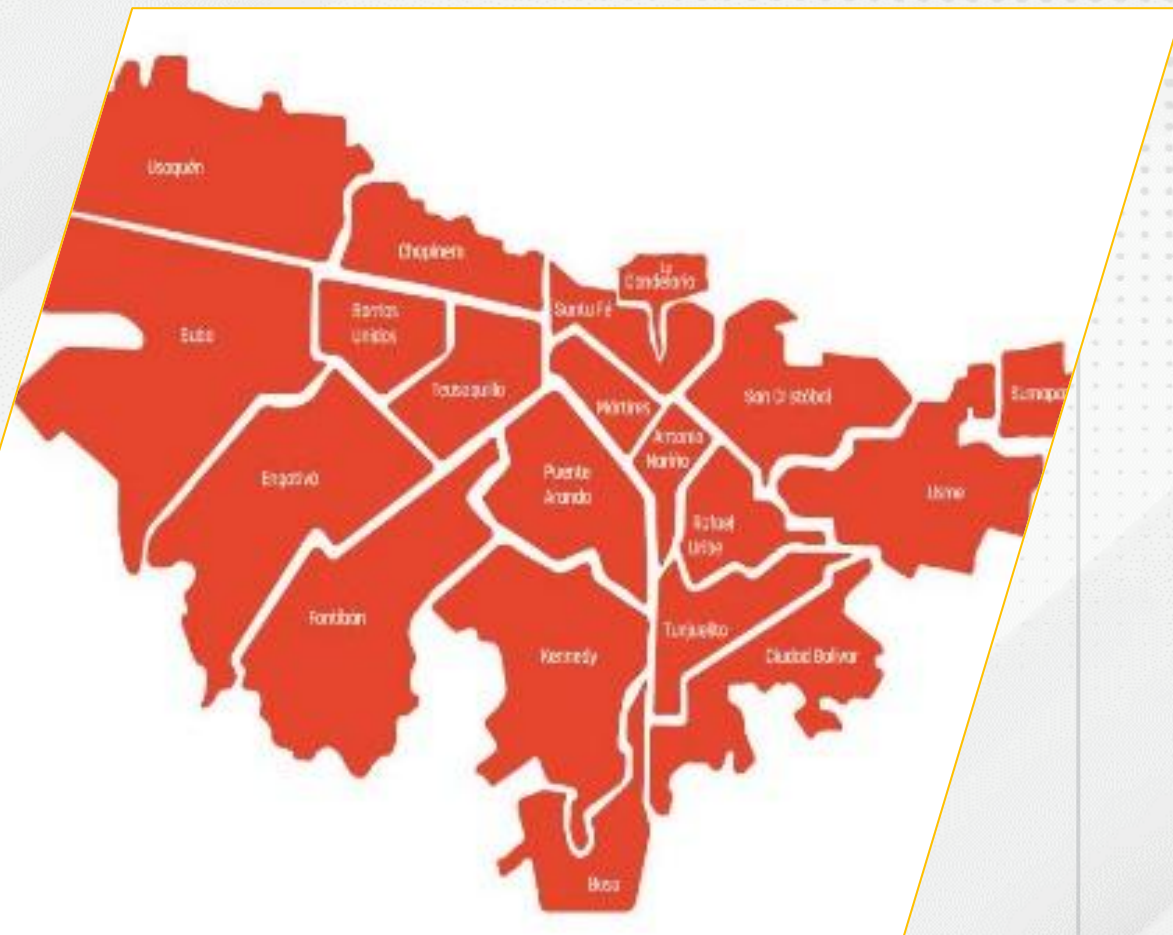 Usaquén
Chapinero
La
Candelaria
Santa Fé
Barrios
Unidos
Suba
Teusaquillo
Mártires
San Cristóbal
Sumapa
Antonio
Nariño
Engativá
Puente
Aranda
Usme
Rafael
Uribe
Fontibón
Tunjuelito
Kennedy
Ciudad Bolívar
Bosa